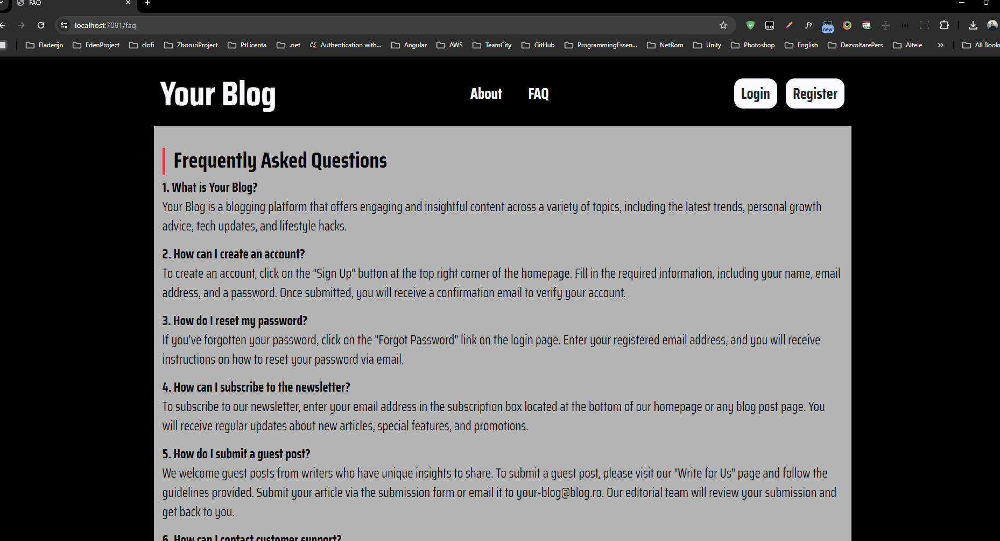 FAQ
localhost:7081/faq
new
Fladerijn EdenProject clofi ZboruriProject PtLicenta .net Authentication with... Angular AWS TeamCity GitHub ProgrammingEssen... NetRom Unity Photoshop English DezvoltarePers Altele All Book
Your Blog About FAQ Login Register
Frequently Asked Questions
1. What is Your Blog?
Your Blog is a blogging platform that offers engaging and insightful content across a variety of topics, including the latest trends, personal growth
advice, tech updates, and lifestyle hacks.
2. How can I create an account?
To create an account, click on the "Sign Up" button at the top right corner of the homepage. Fill in the required information, including your name, email
address, and a password. Once submitted, you will receive a confirmation email to verify your account.
3. How do I reset my password?
If you've forgotten your password, click on the "Forgot Password" link on the login page. Enter your registered email address, and you will receive
instructions on how to reset your password via email.
4. How can I subscribe to the newsletter?
To subscribe to our newsletter, enter your email address in the subscription box located at the bottom of our homepage or any blog post page. You
will receive regular updates about new articles, special features, and promotions.
5. How do I submit a guest post?
We welcome guest posts from writers who have unique insights to share. To submit a guest post, please visit our "Write for Us" page and follow the
guidelines provided. Submit your article via the submission form or email it to your-blog@blog.ro. Our editorial team will review your submission and
get back to you.
6. How can I contact customer support?